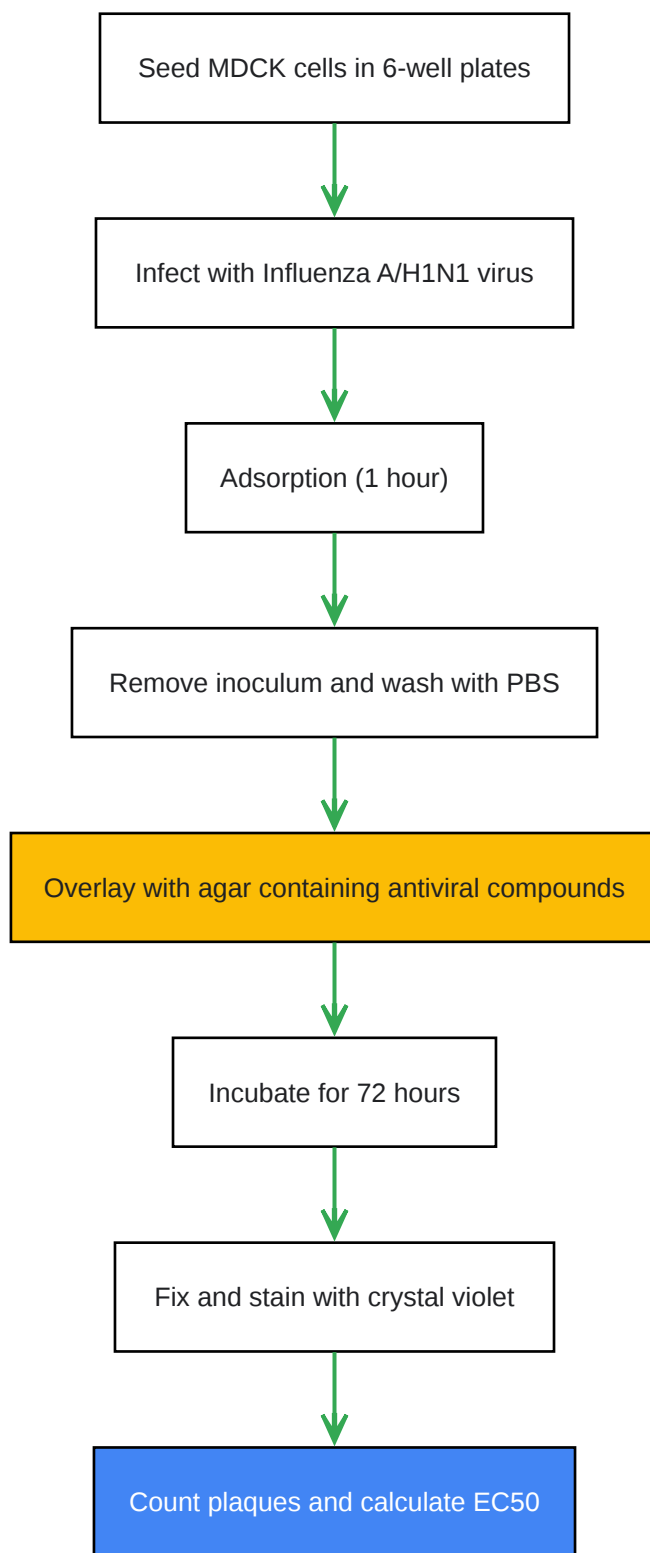 Seed MDCK cells in 6-well plates
Infect with Influenza A/H1N1 virus
Adsorption (1 hour)
Remove inoculum and wash with PBS
Overlay with agar containing antiviral compounds
Incubate for 72 hours
Fix and stain with crystal violet
Count plaques and calculate EC50